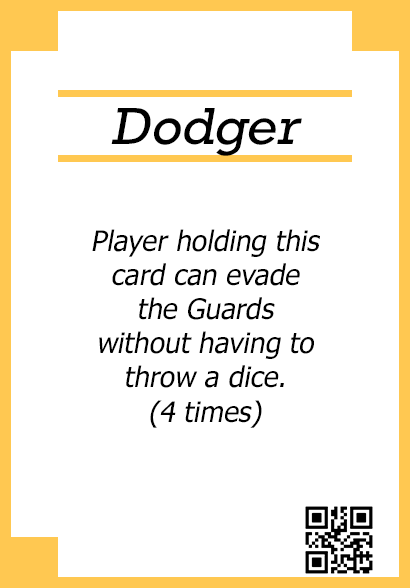 Dodger
Player holding this
card can evade
the Guards
without having to
throw a dice.
(4 times)